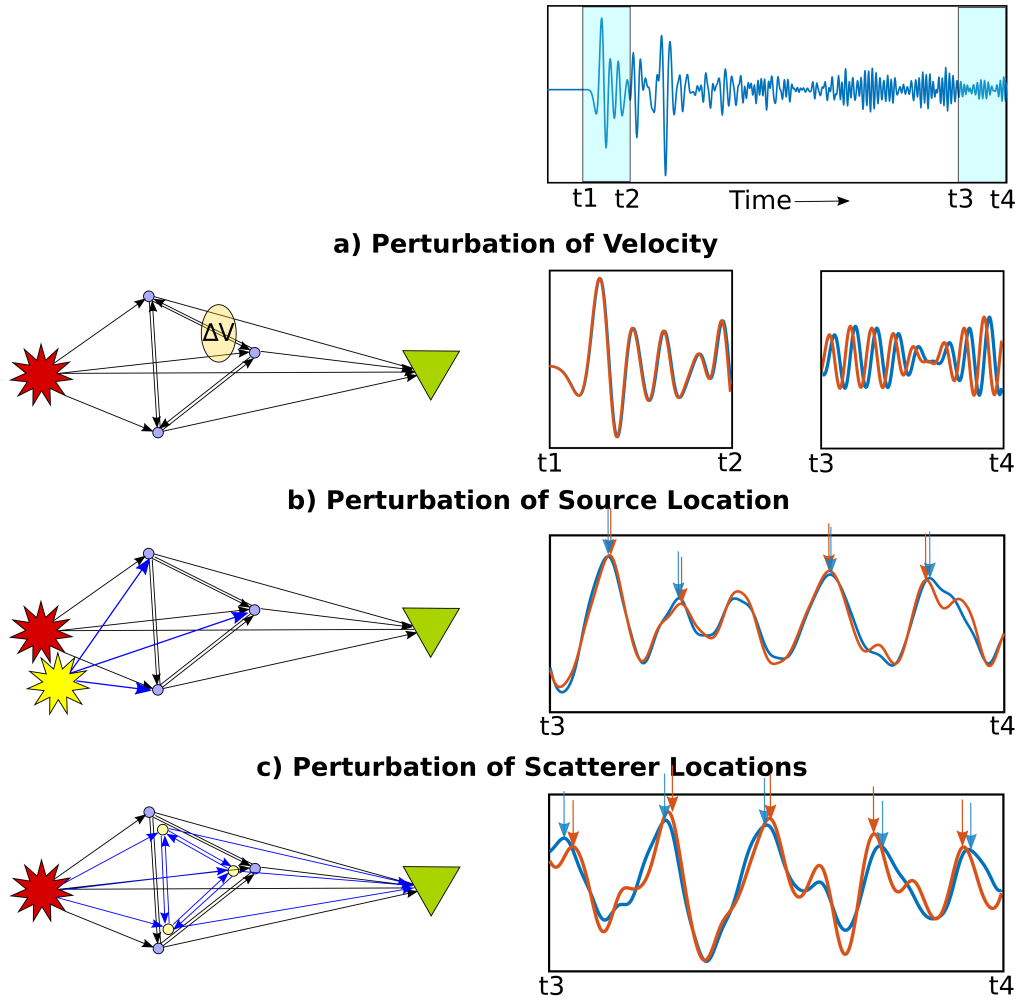 t1 t2 Time t3 t4
a) Perturbation of Velocity
ΔV
t1 t2 t3 t4
b) Perturbation of Source Location
t3 t4
c) Perturbation of Scatterer Locations
t3 t4